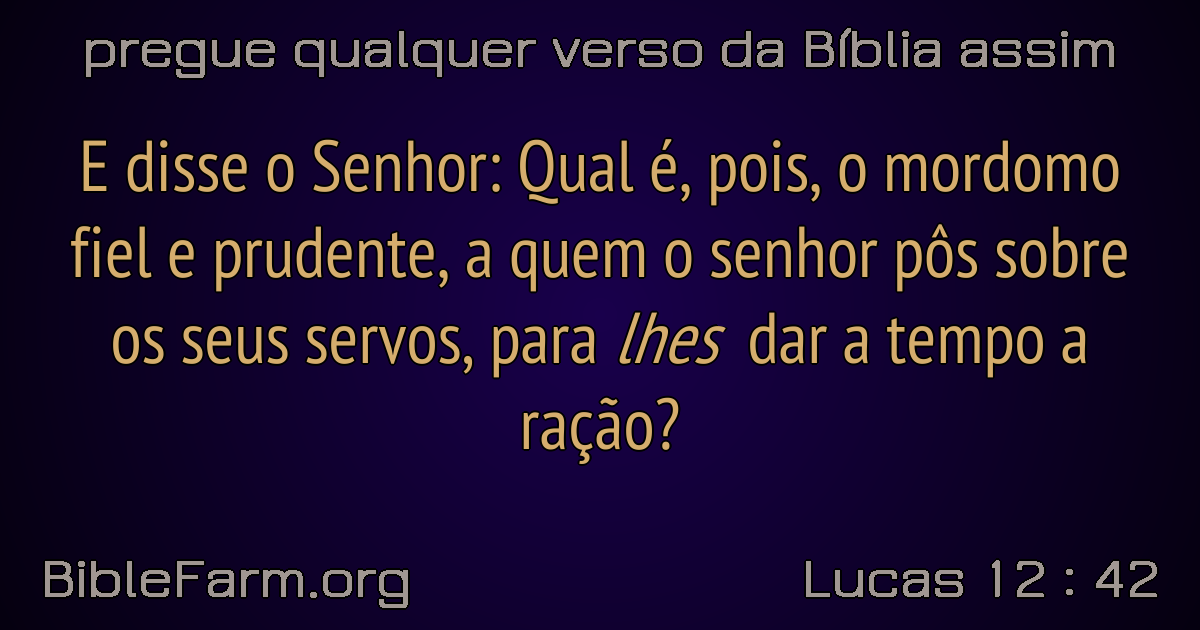 pregue qualquer verso da Bíblia assim
E disse o Senhor: Qual é, pois, o mordomo
fiel e prudente, a quem o senhor pôs sobre
os seus servos, para lhes dar a tempo a
ração?
BibleFarm.org
Lucas 12 : 42